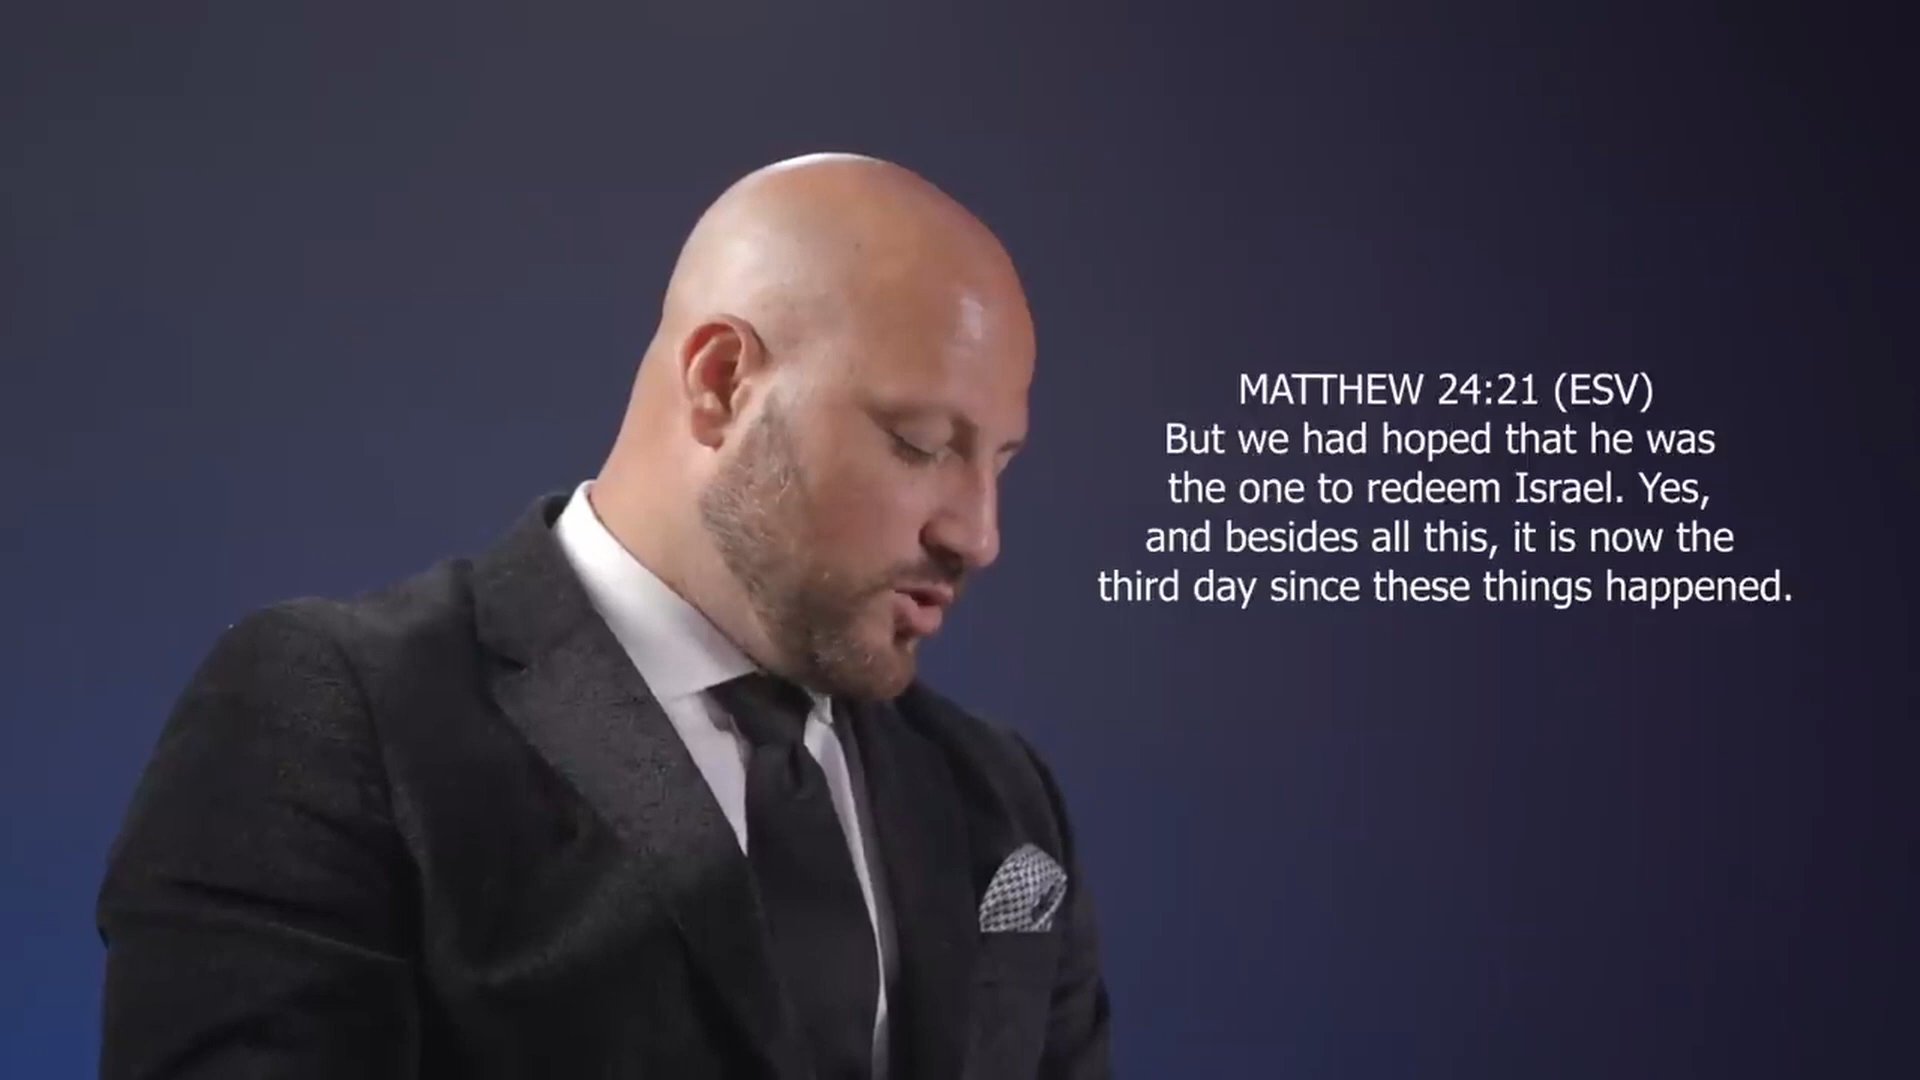 MATTHEW 24:21 (ESV)
But we had hoped that he was
the one to redeem Israel. Yes,
and besides all this, it is now the
third day since these things happened.